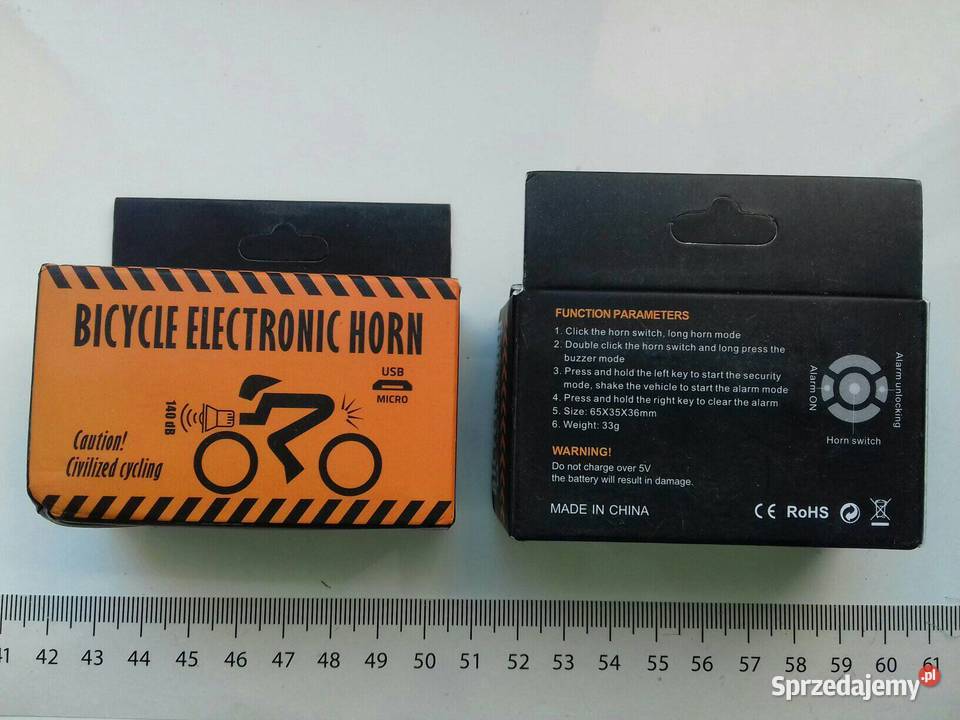 BICYCLE ELECTRONIC HORN
USB
MICRO
140 dB
Caution!
Civilized cycling
FUNCTION PARAMETERS
1. Click the horn switch, long horn mode
2. Double click the horn switch and long press the
buzzer mode
3. Press and hold the left key to start the security
mode, shake the vehicle to start the alarm mode
4. Press and hold the right key to clear the alarm
5. Size: 65X35X36mm
6. Weight: 33g
Alarm ON
Alarm unlocking
Horn switch
WARNING!
Do not charge over 5V
the battery will result in damage.
MADE IN CHINA
CE RoHS
41 42 43 44 45 46 47 48 49 50 51 52 53 54 55 56 57 58 59 60 61
Sprzedajemy.pl